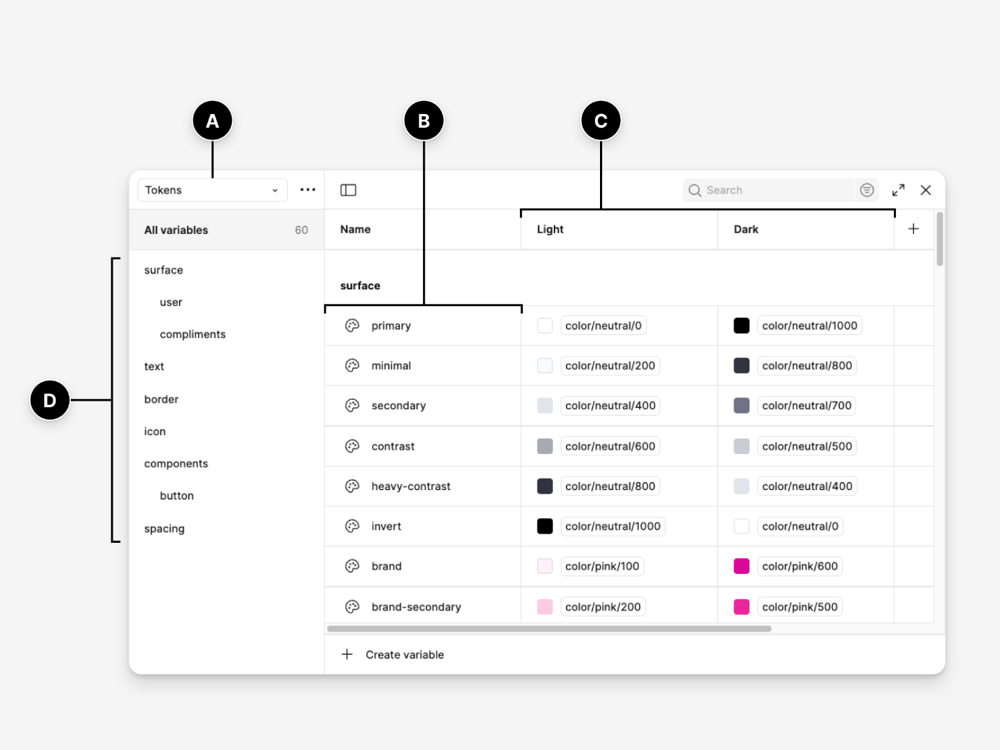 A
B
C
Tokens
Search
All variables 60
Name Light Dark
surface
user
compliments
text
border
icon
components
button
spacing
D
surface
primary color/neutral/0 color/neutral/1000
minimal color/neutral/200 color/neutral/800
secondary color/neutral/400 color/neutral/700
contrast color/neutral/600 color/neutral/500
heavy-contrast color/neutral/800 color/neutral/400
invert color/neutral/1000 color/neutral/0
brand color/pink/100 color/pink/600
brand-secondary color/pink/200 color/pink/500
Create variable